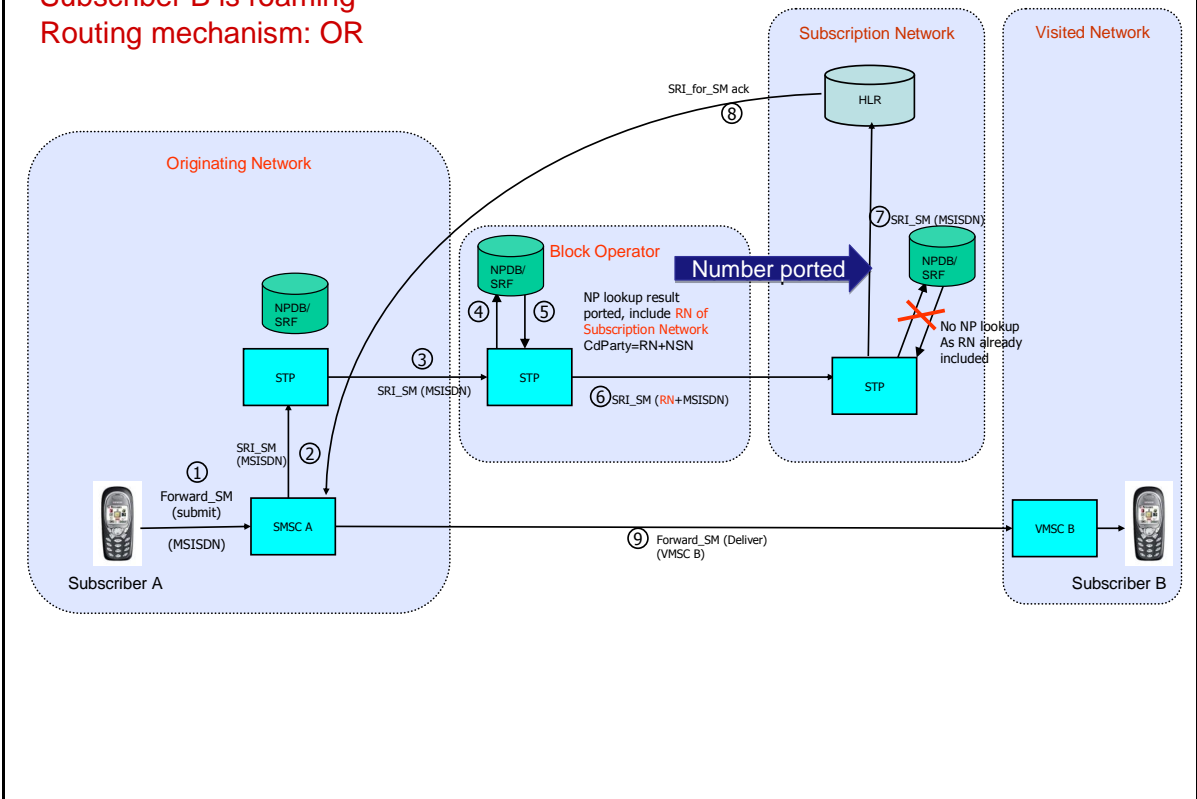 Subscriber B is roaming
Routing mechanism: OR
Subscription Network
Visited Network
SRI_for_SM ack
8
HLR
Originating Network
7
SRI_SM (MSISDN)
Block Operator
Number ported
NPDB/
SRF
NPDB/
SRF
NPDB/
SRF
4
5
NP lookup result
ported, include RN of
Subscription Network
CdParty=RN+NSN
No NP lookup
As RN already
included
3
STP
STP
STP
SRI_SM (MSISDN)
6
SRI_SM (RN+MSISDN)
SRI_SM
(MSISDN)
2
1
Forward_SM
(submit)
(MSISDN)
SMSC A
9
Forward_SM (Deliver)
(VMSC B)
VMSC B
Subscriber A
Subscriber B